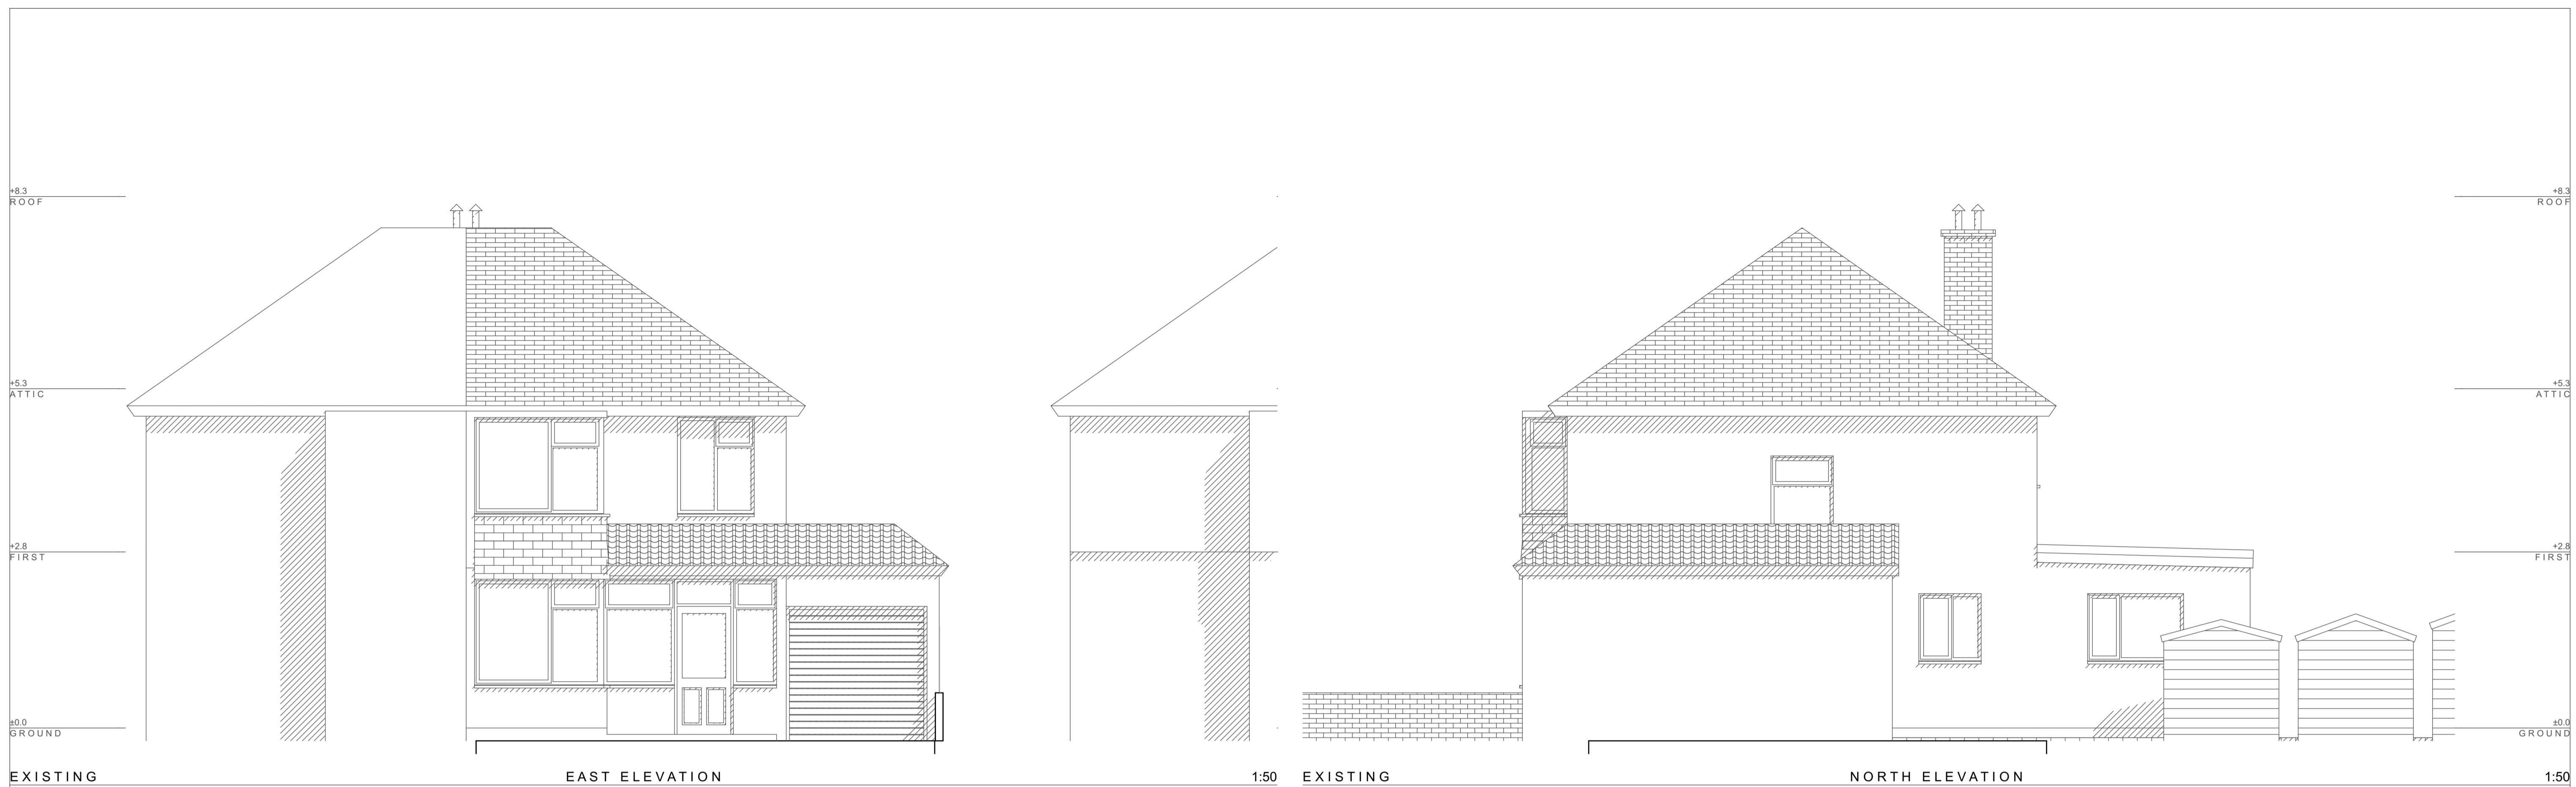 +8.3
ROOF
+5.3
ATTIC
+2.8
FIRST
±0.0
GROUND
EXISTING
EAST ELEVATION
1:50
+8.3
ROOF
+5.3
ATTIC
+2.8
FIRST
±0.0
GROUND
EXISTING
NORTH ELEVATION
1:50